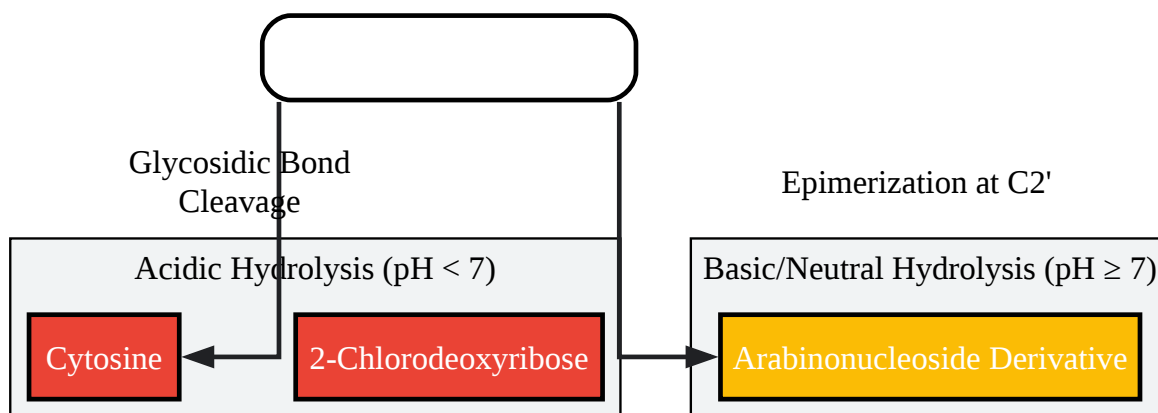 Glycosidic Bond
Cleavage
Epimerization at C2'
Acidic Hydrolysis (pH < 7)
Basic/Neutral Hydrolysis (pH ≥ 7)
Cytosine
2-Chlorodeoxyribose
Arabinonucleoside Derivative